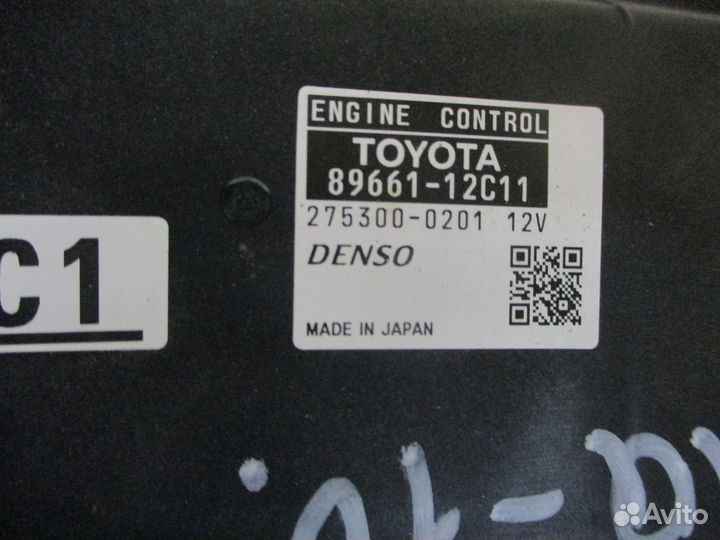 ENGINE CONTROL
TOYOTA
89661-12C11
275300-0201 12V
DENSO
MADE IN JAPAN
C1
Avito